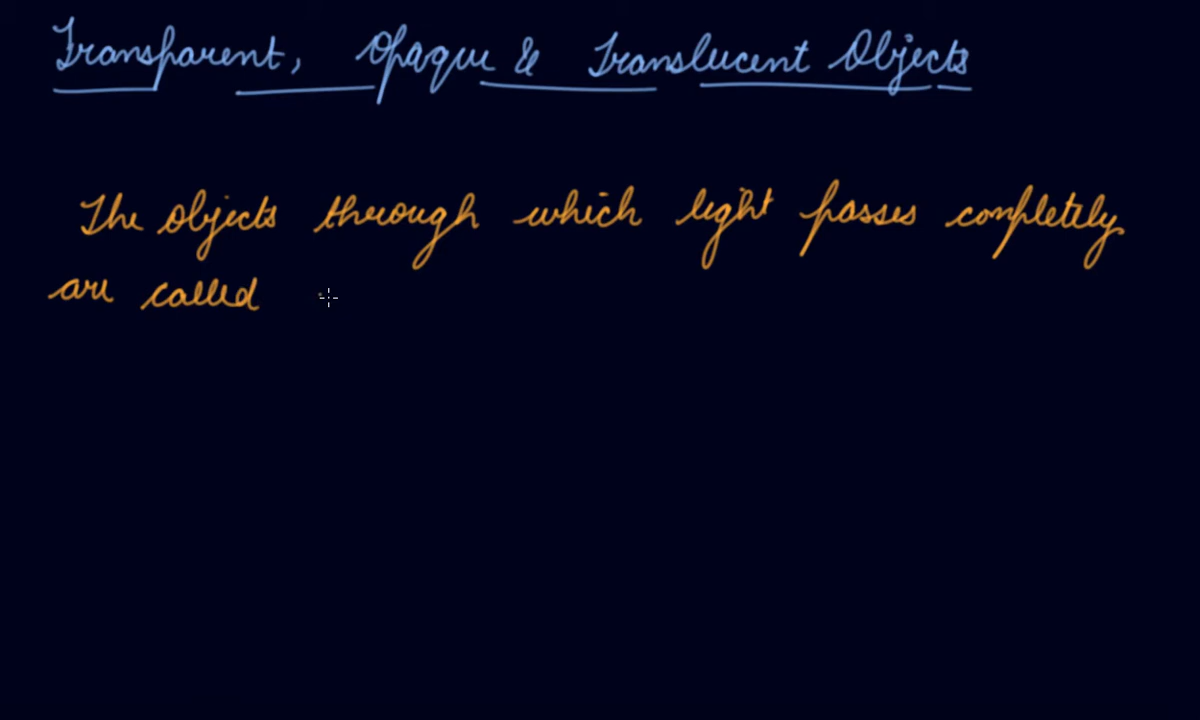 Transparent, Opaque & Translucent Objects
The objects through which light passes completely
are called